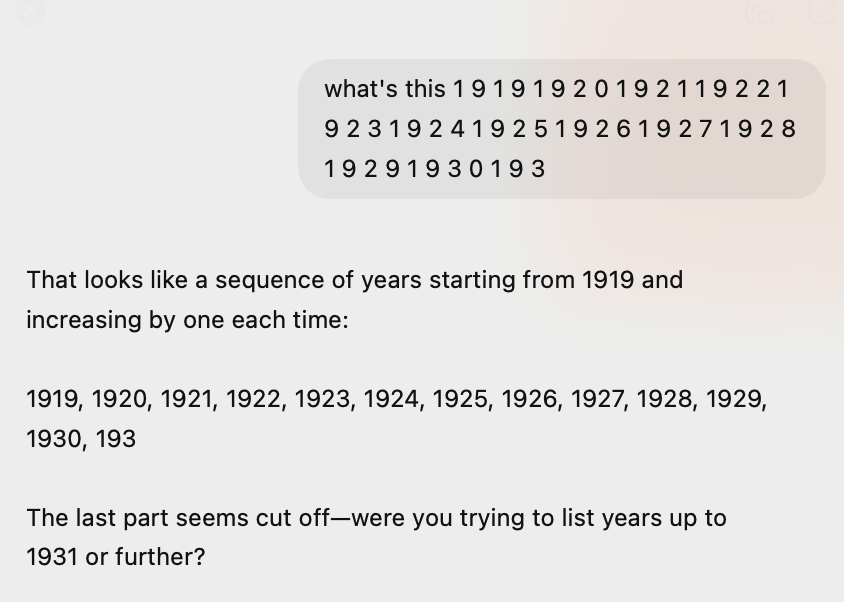 what's this 1 9 1 9 1 9 2 0 1 9 2 1 1 9 2 2 1
9 2 3 1 9 2 4 1 9 2 5 1 9 2 6 1 9 2 7 1 9 2 8
1 9 2 9 1 9 3 0 1 9 3
That looks like a sequence of years starting from 1919 and
increasing by one each time:
1919, 1920, 1921, 1922, 1923, 1924, 1925, 1926, 1927, 1928, 1929,
1930, 193
The last part seems cut off—were you trying to list years up to
1931 or further?